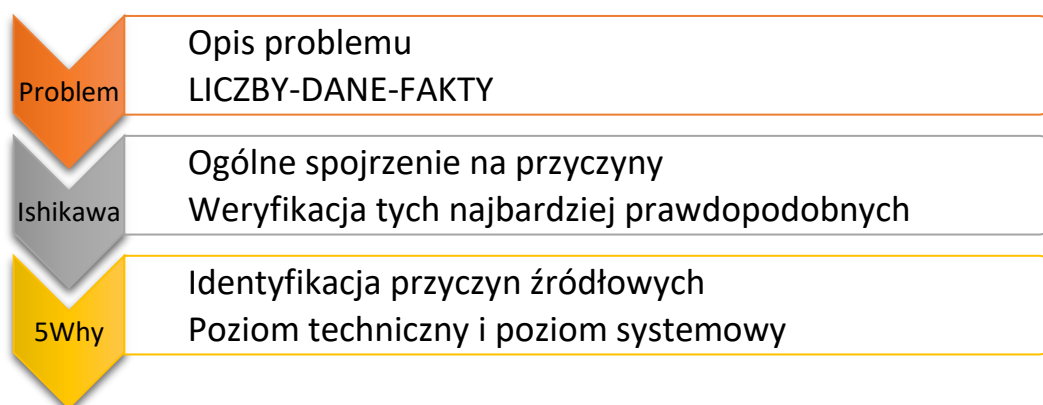 Problem
Opis problemu
LICZBY-DANE-FAKTY
Ishikawa
Ogólne spojrzenie na przyczyny
Weryfikacja tych najbardziej prawdopodobnych
5Why
Identyfikacja przyczyn źródłowych
Poziom techniczny i poziom systemowy